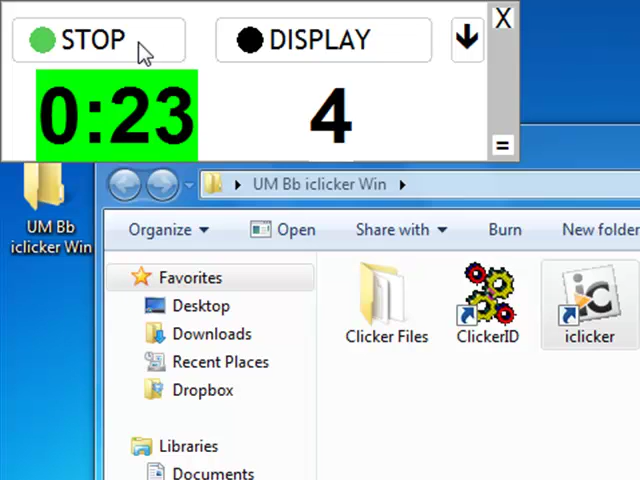 STOP
DISPLAY
X
0:23
4
=
UM Bb iclicker Win
UM Bb
iclicker Win
Organize
Open
Share with
Burn
New folder
Favorites
Desktop
Downloads
Recent Places
Dropbox
Libraries
Documents
Clicker Files
ClickerID
ic
iclicker